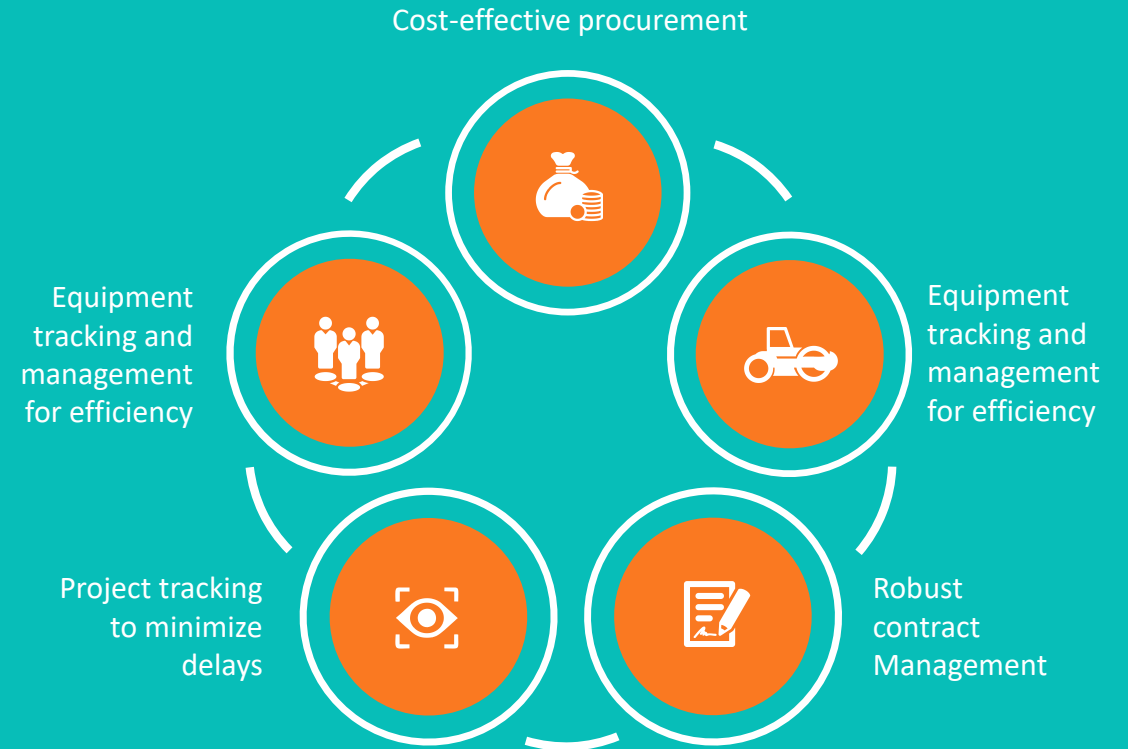 Cost-effective procurement
Equipment
tracking and
management
for efficiency
Equipment
tracking and
management
for efficiency
Project tracking
to minimize
delays
Robust
contract
Management